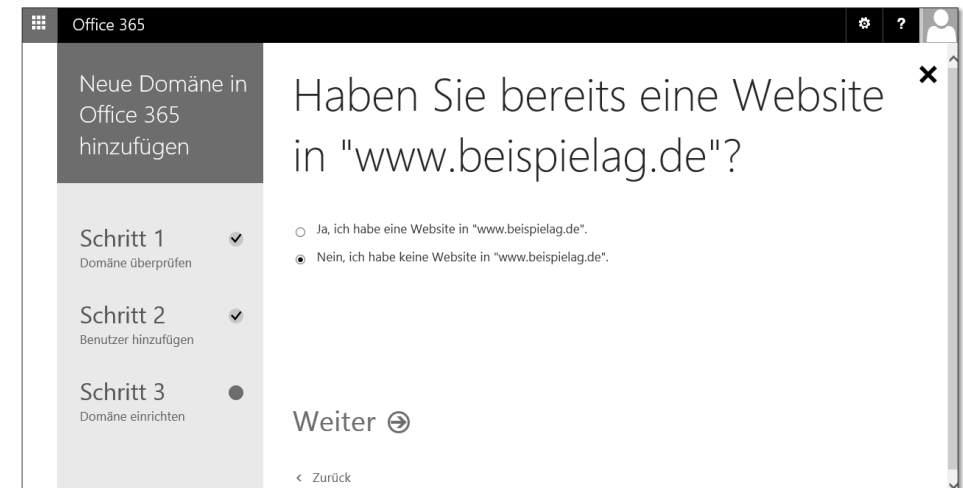 Office 365
?
Neue Domäne in
Office 365
hinzufügen
Schritt 1
Domäne überprüfen
Schritt 2
Benutzer hinzufügen
Schritt 3
Domäne einrichten
Haben Sie bereits eine Website
in "www.beispielag.de"?
Ja, ich habe eine Website in "www.beispielag.de".
Nein, ich habe keine Website in "www.beispielag.de".
Weiter
< Zurück